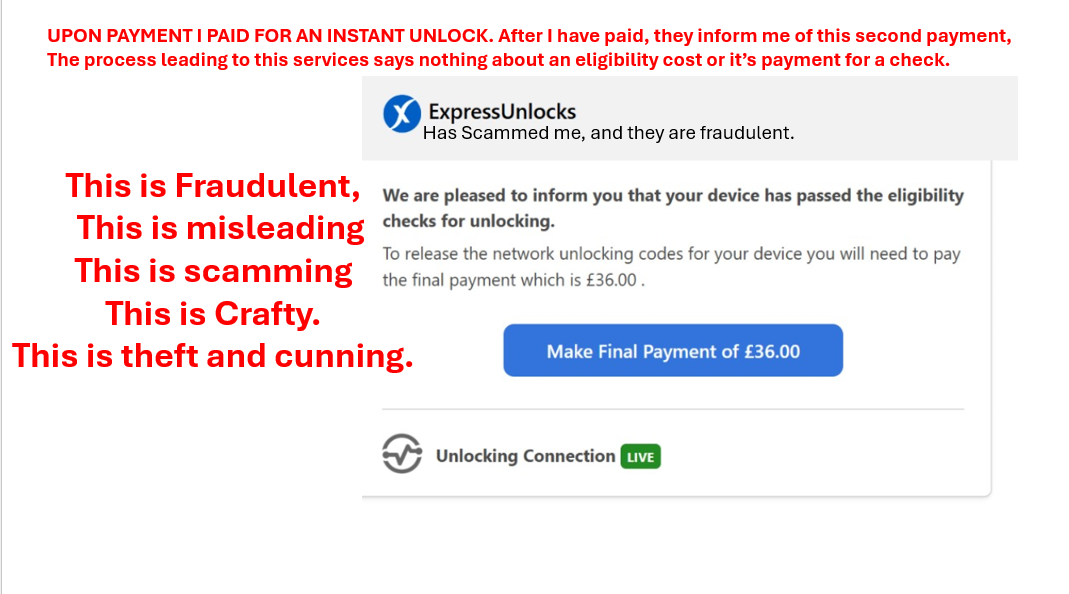 UPON PAYMENT I PAID FOR AN INSTANT UNLOCK. After I have paid, they inform me of this second payment,
The process leading to this services says nothing about an eligibility cost or it's payment for a check.
ExpressUnlocks
Has Scammed me, and they are fraudulent.
This is Fraudulent,
This is misleading
This is scamming
This is Crafty.
This is theft and cunning.
We are pleased to inform you that your device has passed the eligibility
checks for unlocking.
To release the network unlocking codes for your device you will need to pay
the final payment which is £36.00 .
Make Final Payment of £36.00
Unlocking Connection LIVE